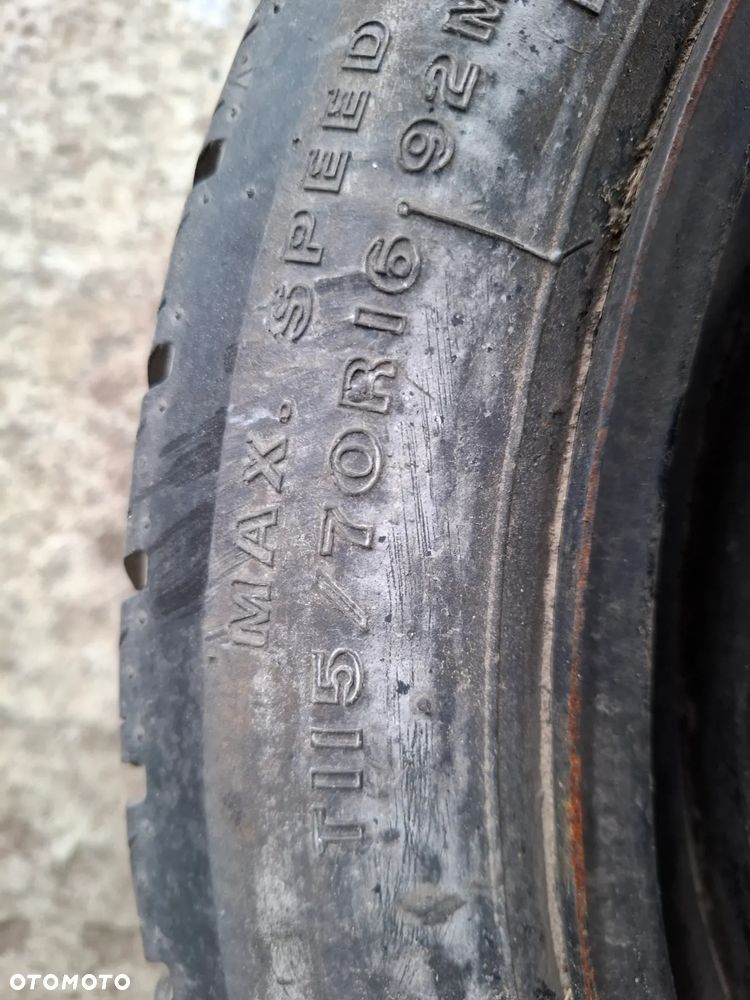 MAX. SPEED
T115/70R16 92M
OTOMOTO